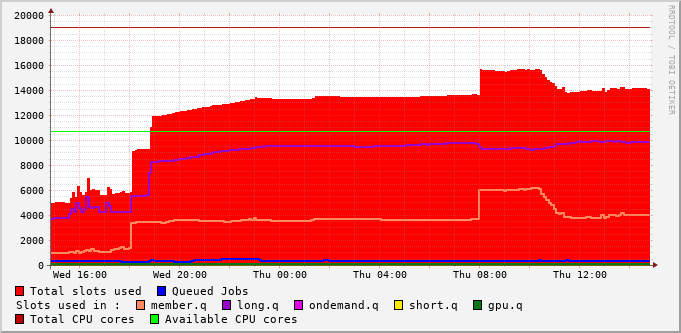 20000
18000
16000
14000
12000
10000
8000
6000
4000
2000
0
Wed 16:00 Wed 20:00 Thu 00:00 Thu 04:00 Thu 08:00 Thu 12:00
RRDTOOL / TOBI OETIKER
Total slots used Queued Jobs
Slots used in : member.q long.q ondemand.q short.q gpu.q
Total CPU cores Available CPU cores